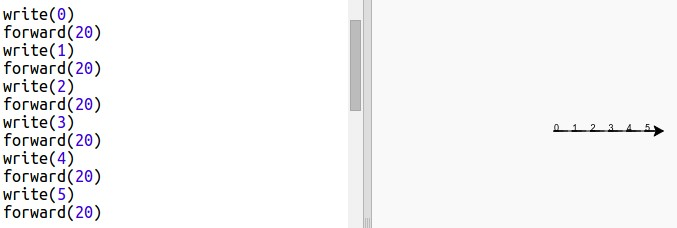 write(0)
forward(20)
write(1)
forward(20)
write(2)
forward(20)
write(3)
forward(20)
write(4)
forward(20)
write(5)
forward(20)
0 1 2 3 4 5